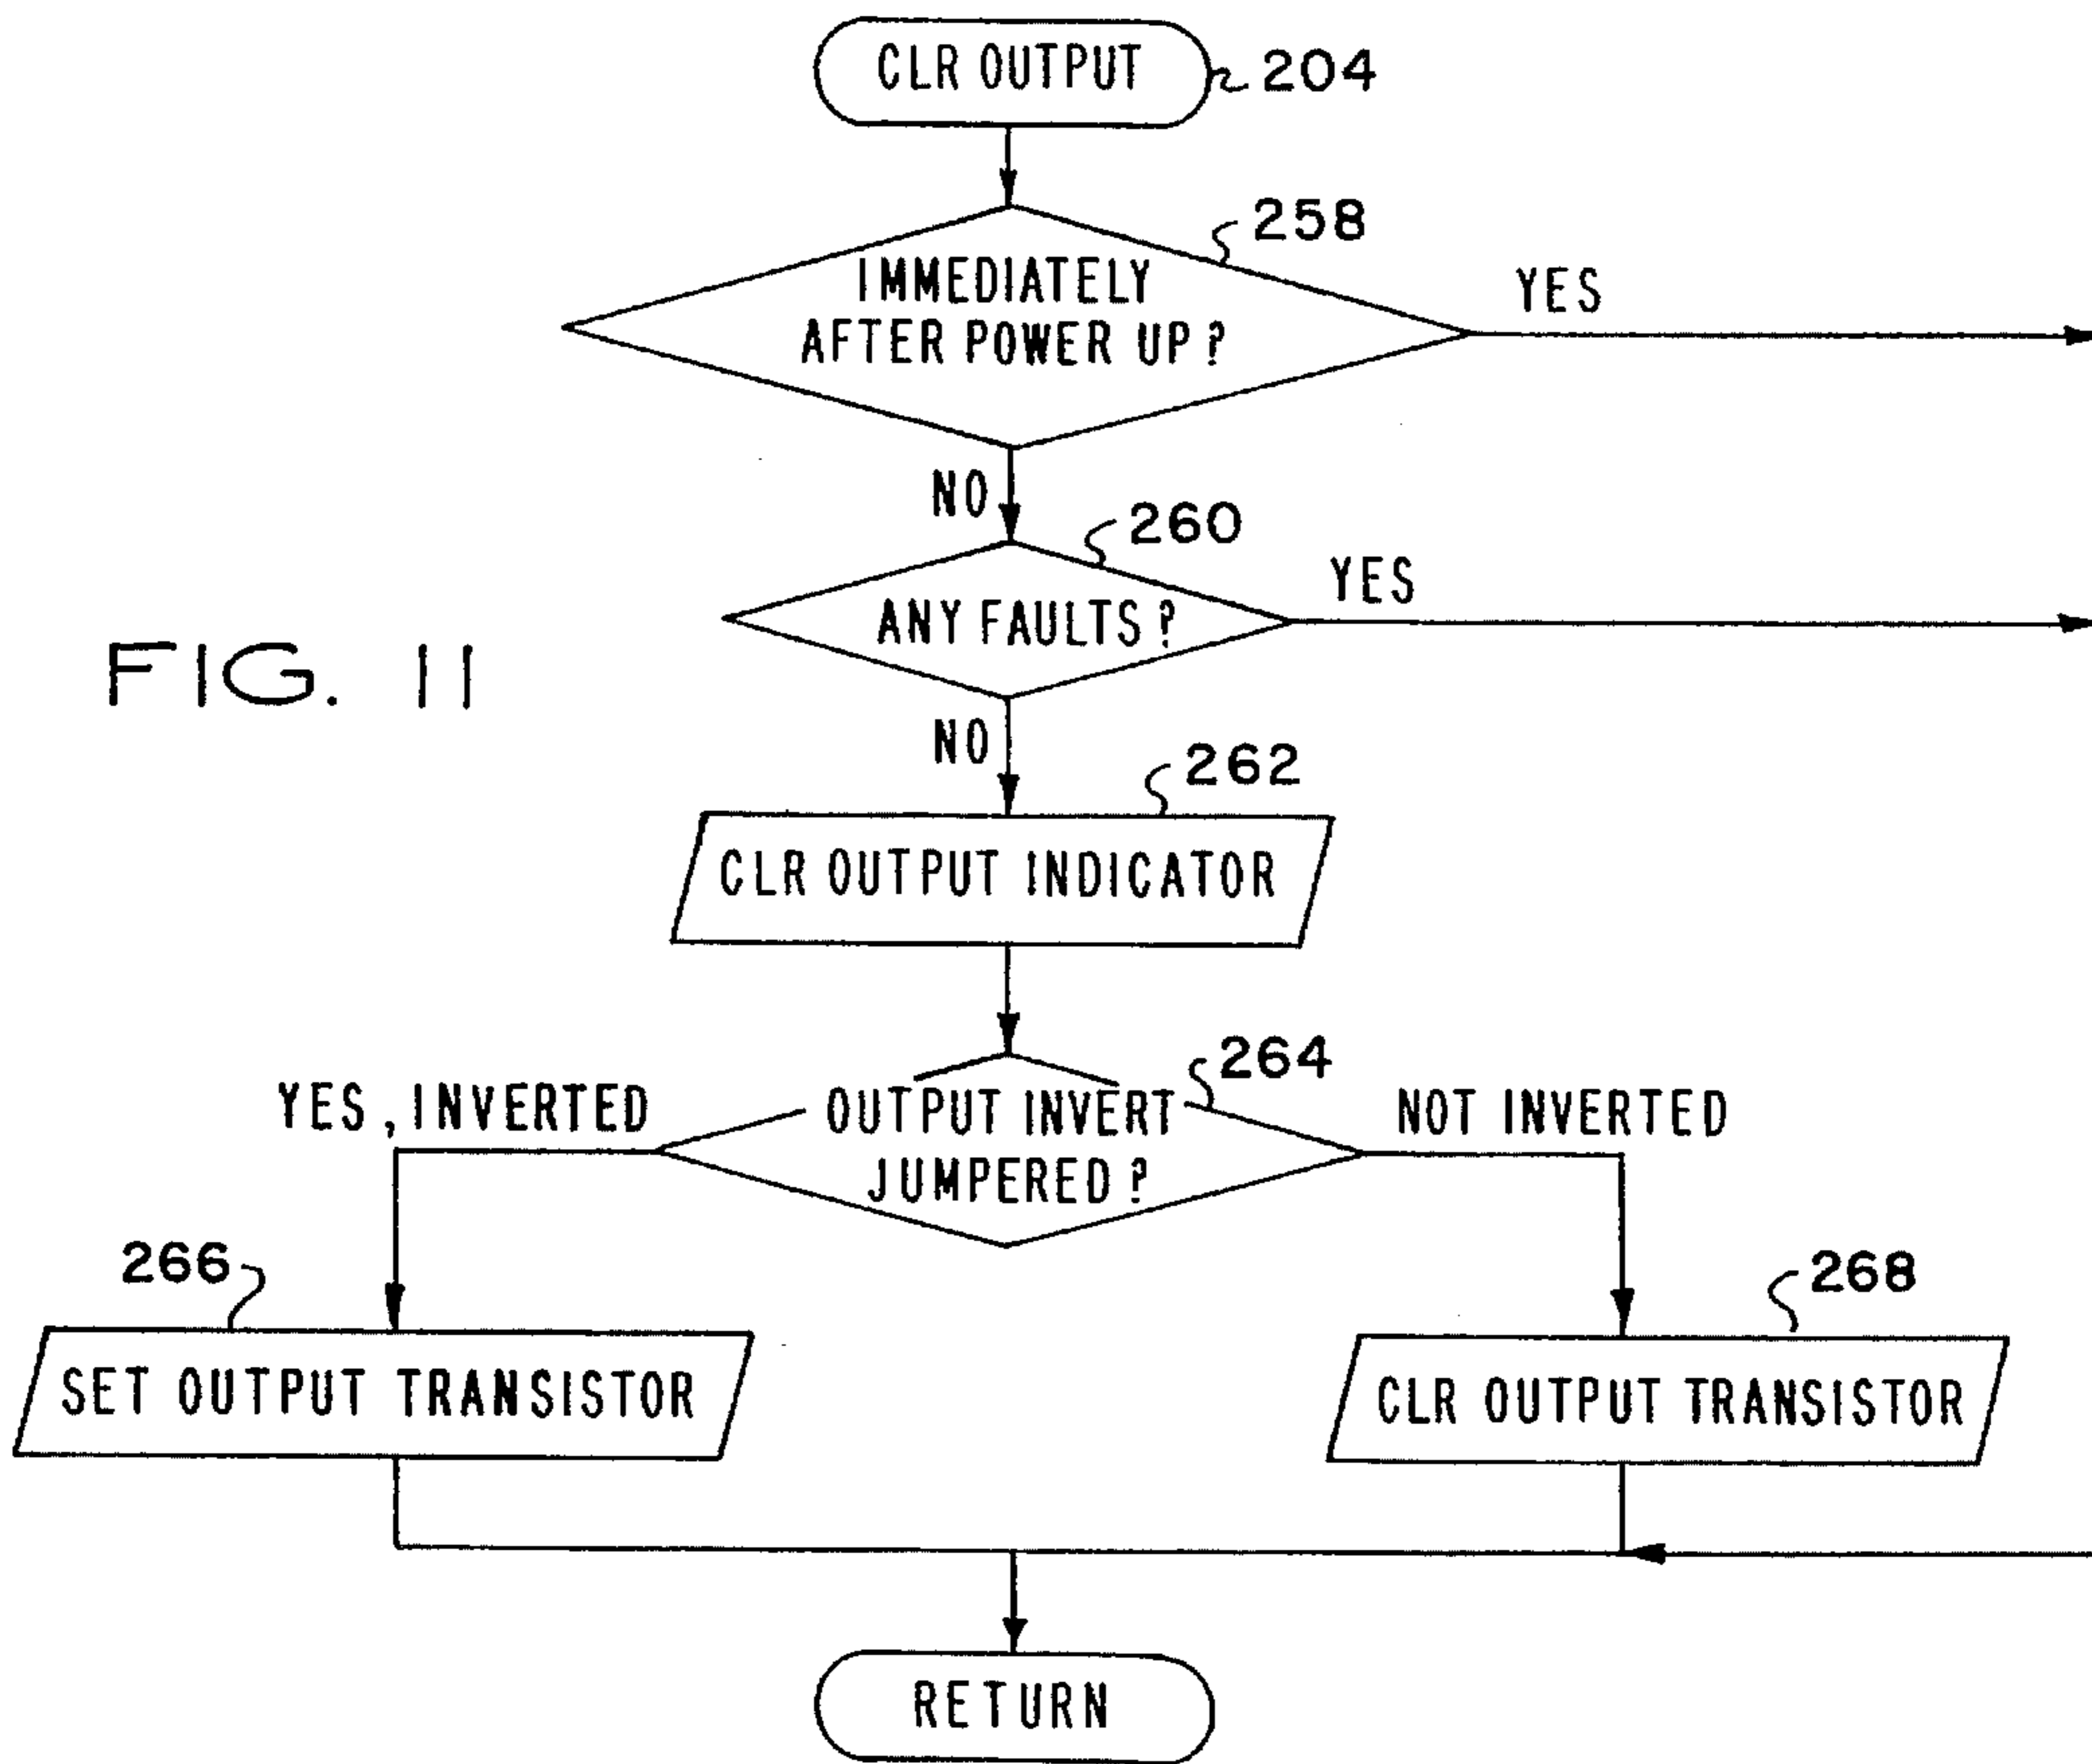 CLR OUTPUT
204
258
IMMEDIATELY
AFTER POWER UP?
YES
NO
260
ANY FAULTS?
YES
FIG. 11
NO
262
CLR OUTPUT INDICATOR
264
YES, INVERTED
OUTPUT INVERT
JUMPERED?
NOT INVERTED
266
268
SET OUTPUT TRANSISTOR
CLR OUTPUT TRANSISTOR
RETURN